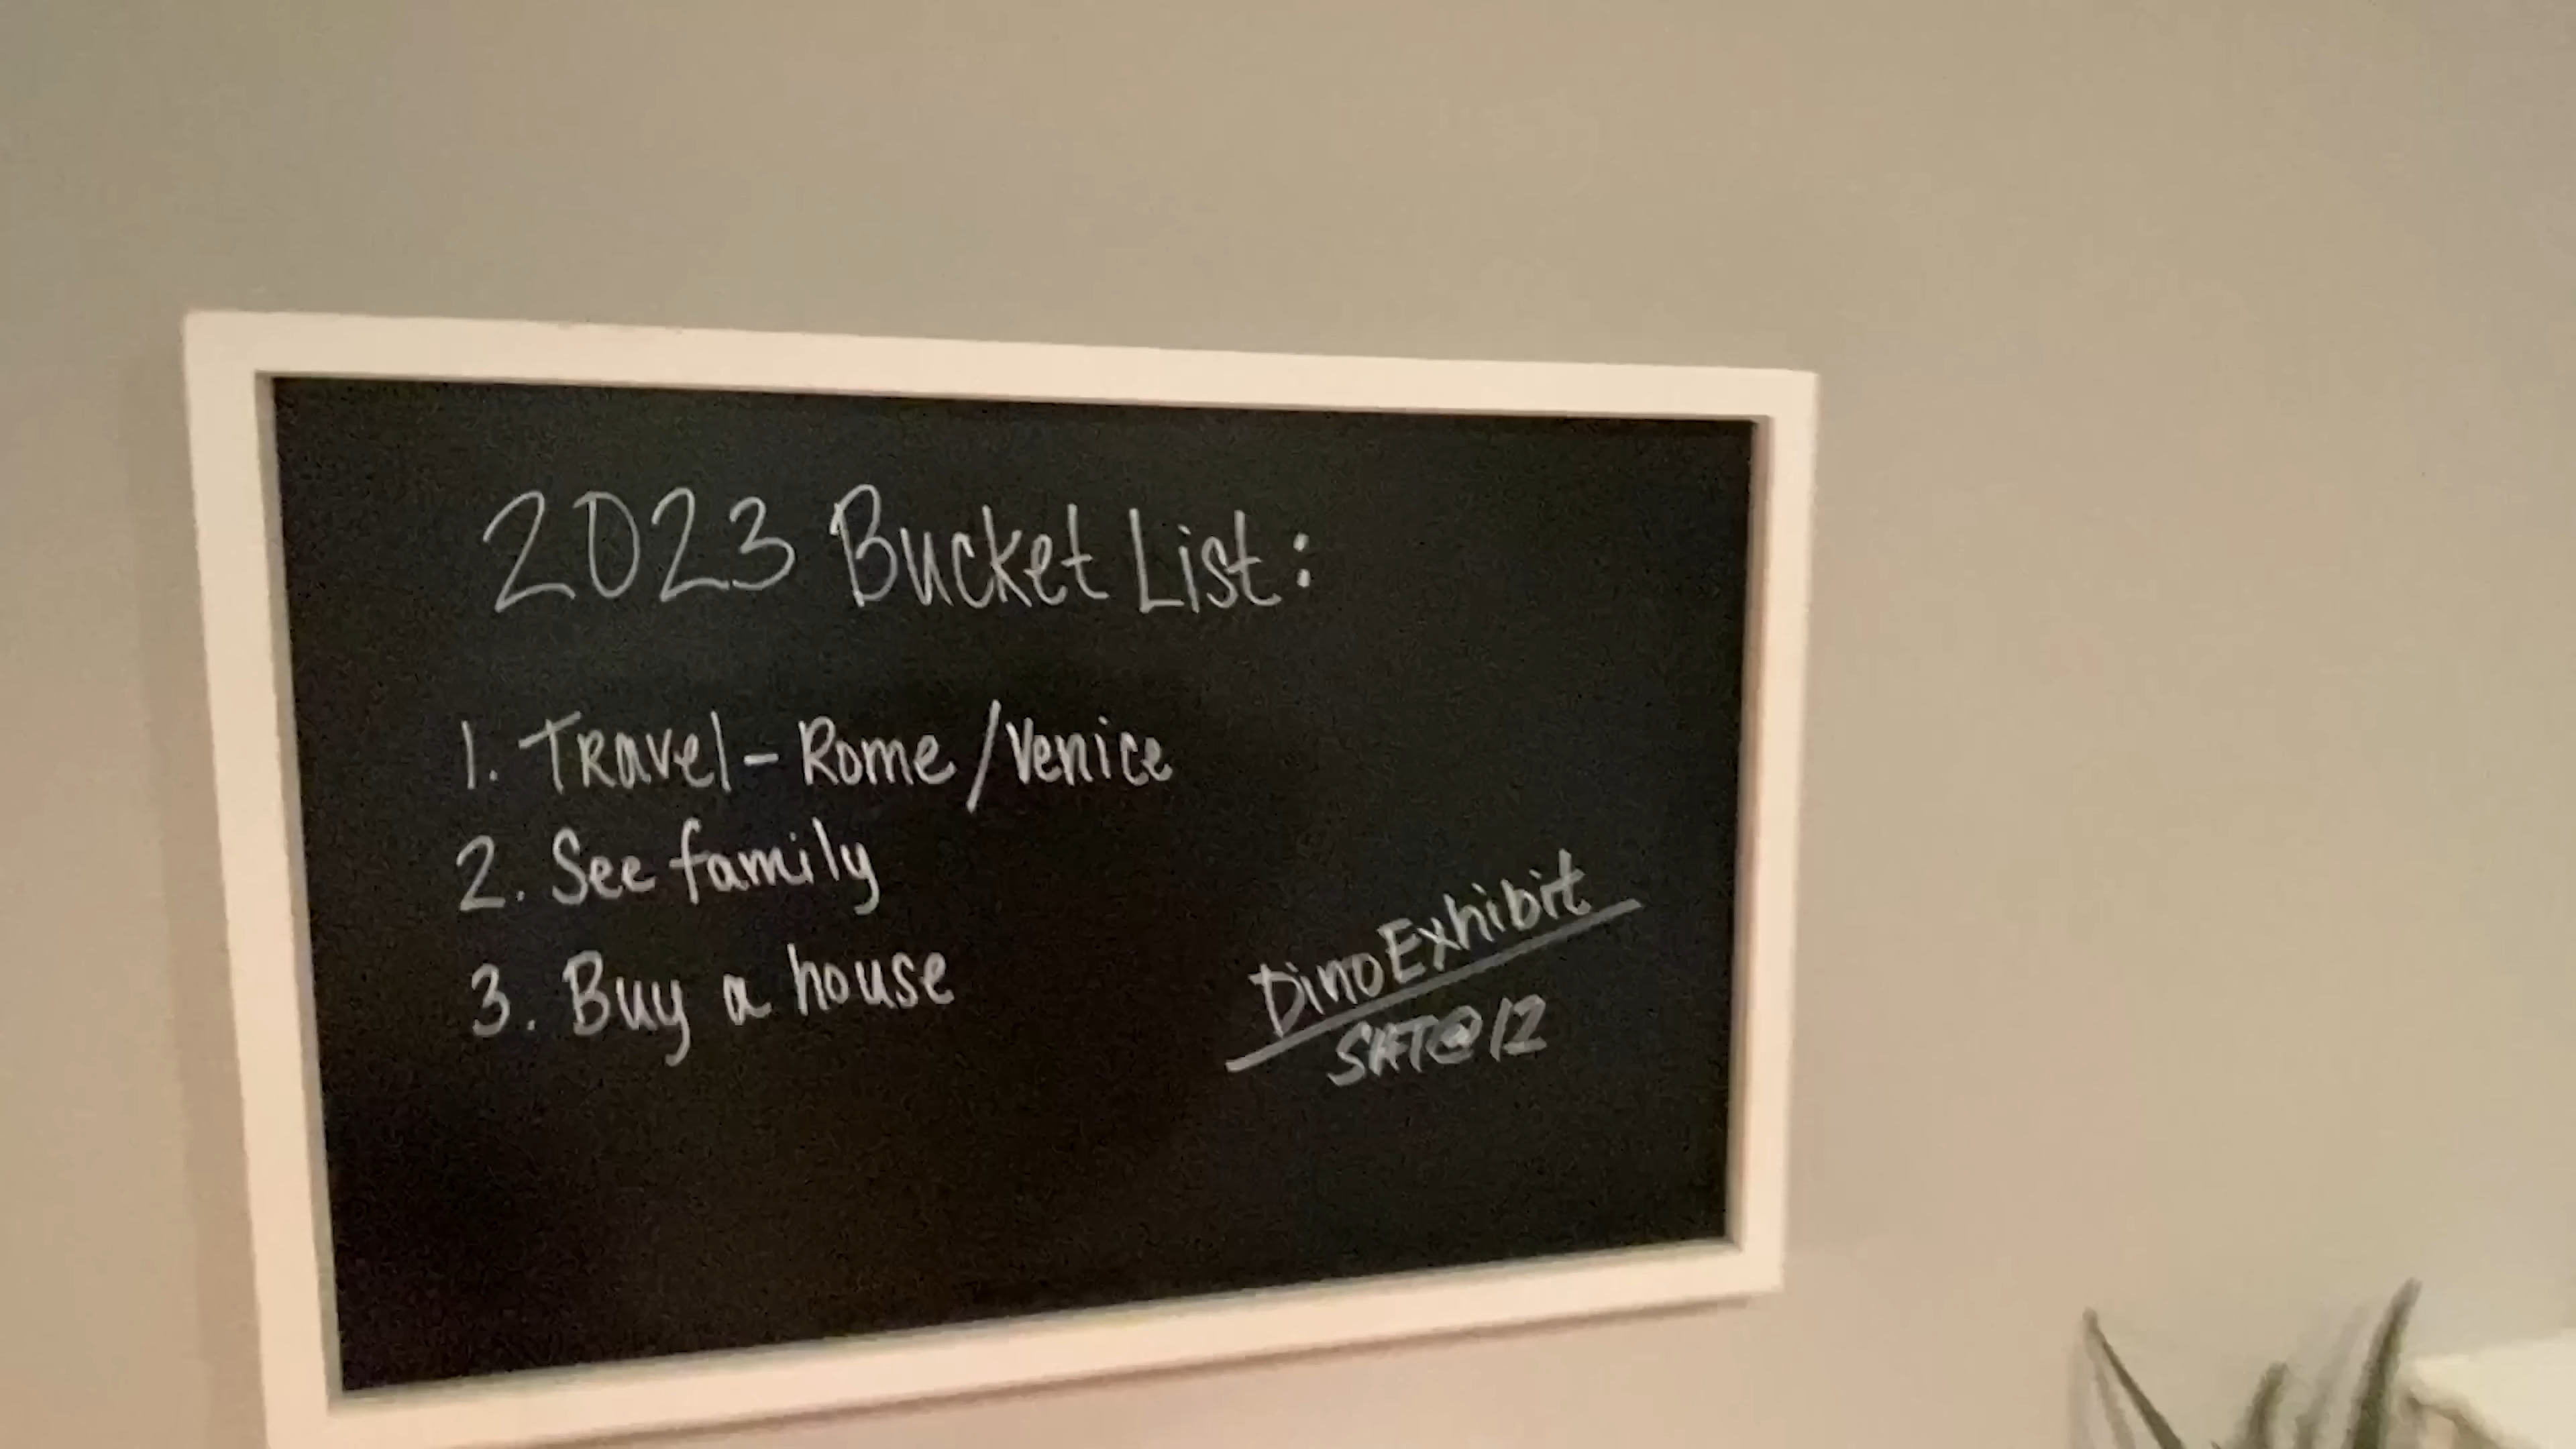 2023 Bucket List:
1. Travel - Rome/Venice
2. See family
3. Buy a house
Dino Exhibit
SAT@12